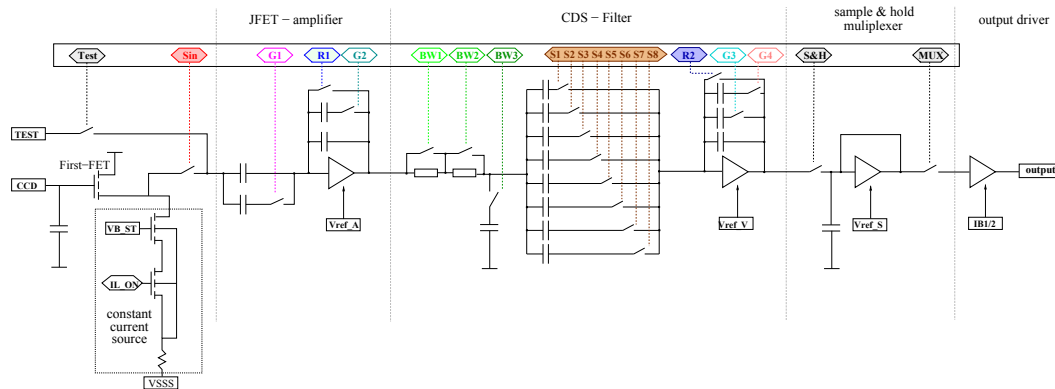 JFET − amplifier
CDS − Filter
sample & hold
muliplexer
output driver
Test
Sin
G1
R1
G2
BW1
BW2
BW3
S1 S2 S3 S4 S5 S6 S7 S8
R2
G3
G4
S&H
MUX
TEST
First−FET
CCD
output
Vref_A
Vref_V
Vref_S
IB1/2
VB_ST
IL_ON
constant
current
source
VSSS